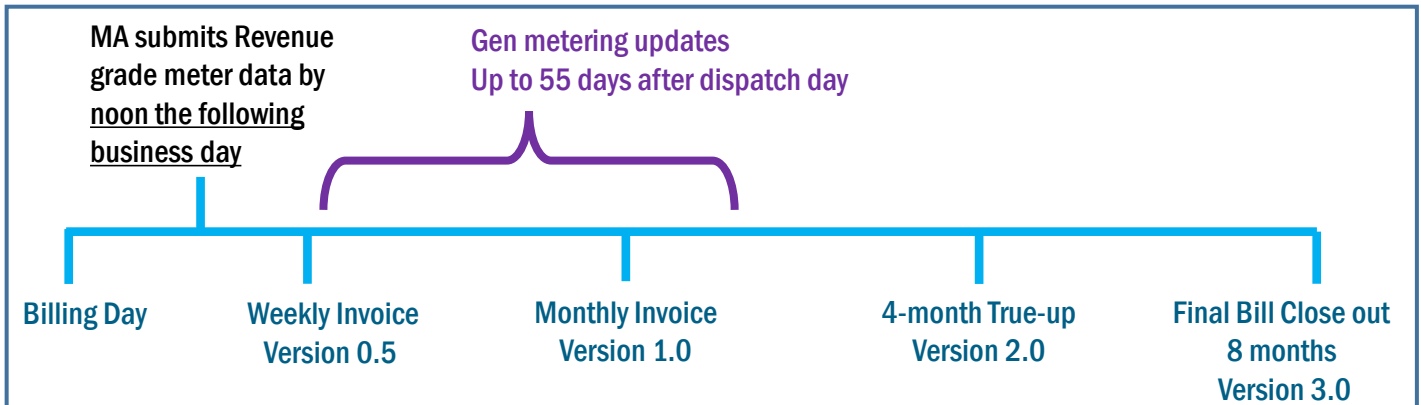 MA submits Revenue
grade meter data by
noon the following
business day
Gen metering updates
Up to 55 days after dispatch day
Billing Day
Weekly Invoice
Version 0.5
Monthly Invoice
Version 1.0
4-month True-up
Version 2.0
Final Bill Close out
8 months
Version 3.0